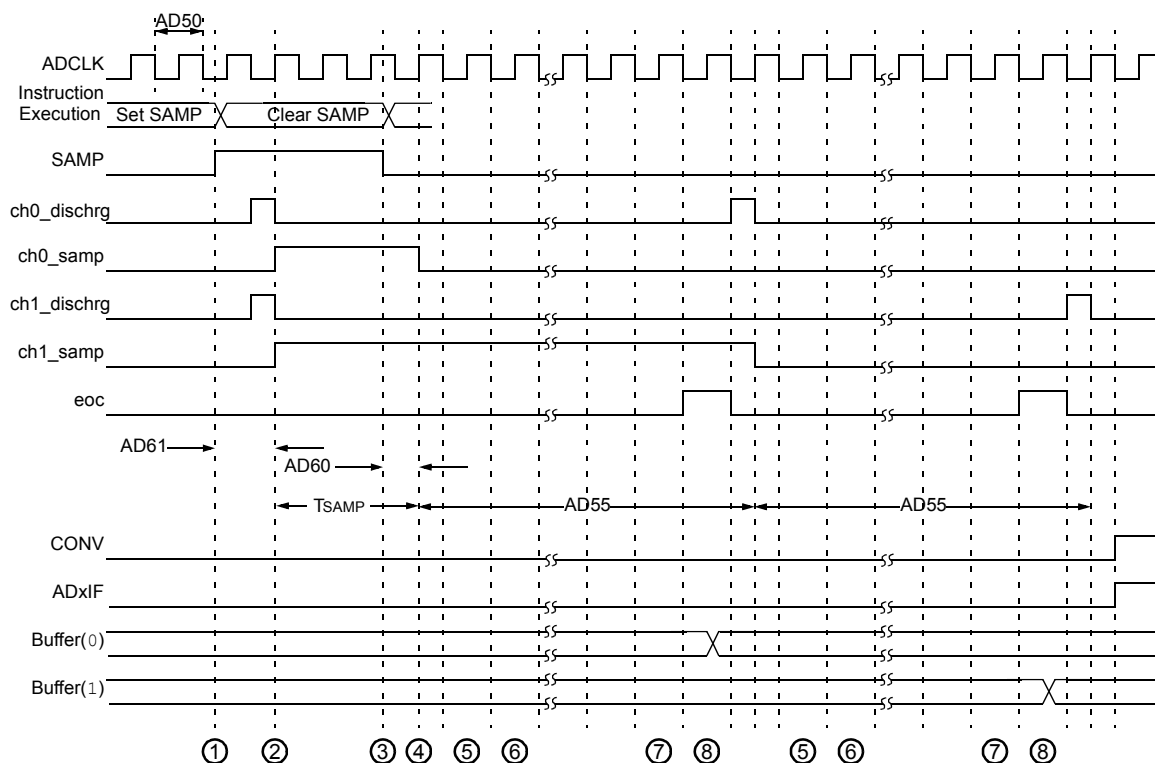 AD50
ADCLK
Instruction
Execution
Set SAMP
Clear SAMP
SAMP
ch0_dischrg
ch0_samp
ch1_dischrg
ch1_samp
eoc
AD61
AD60
TSAMP
AD55
AD55
CONV
ADxIF
Buffer(0)
Buffer(1)
1 2 3 4 5 6 7 8 5 6 7 8